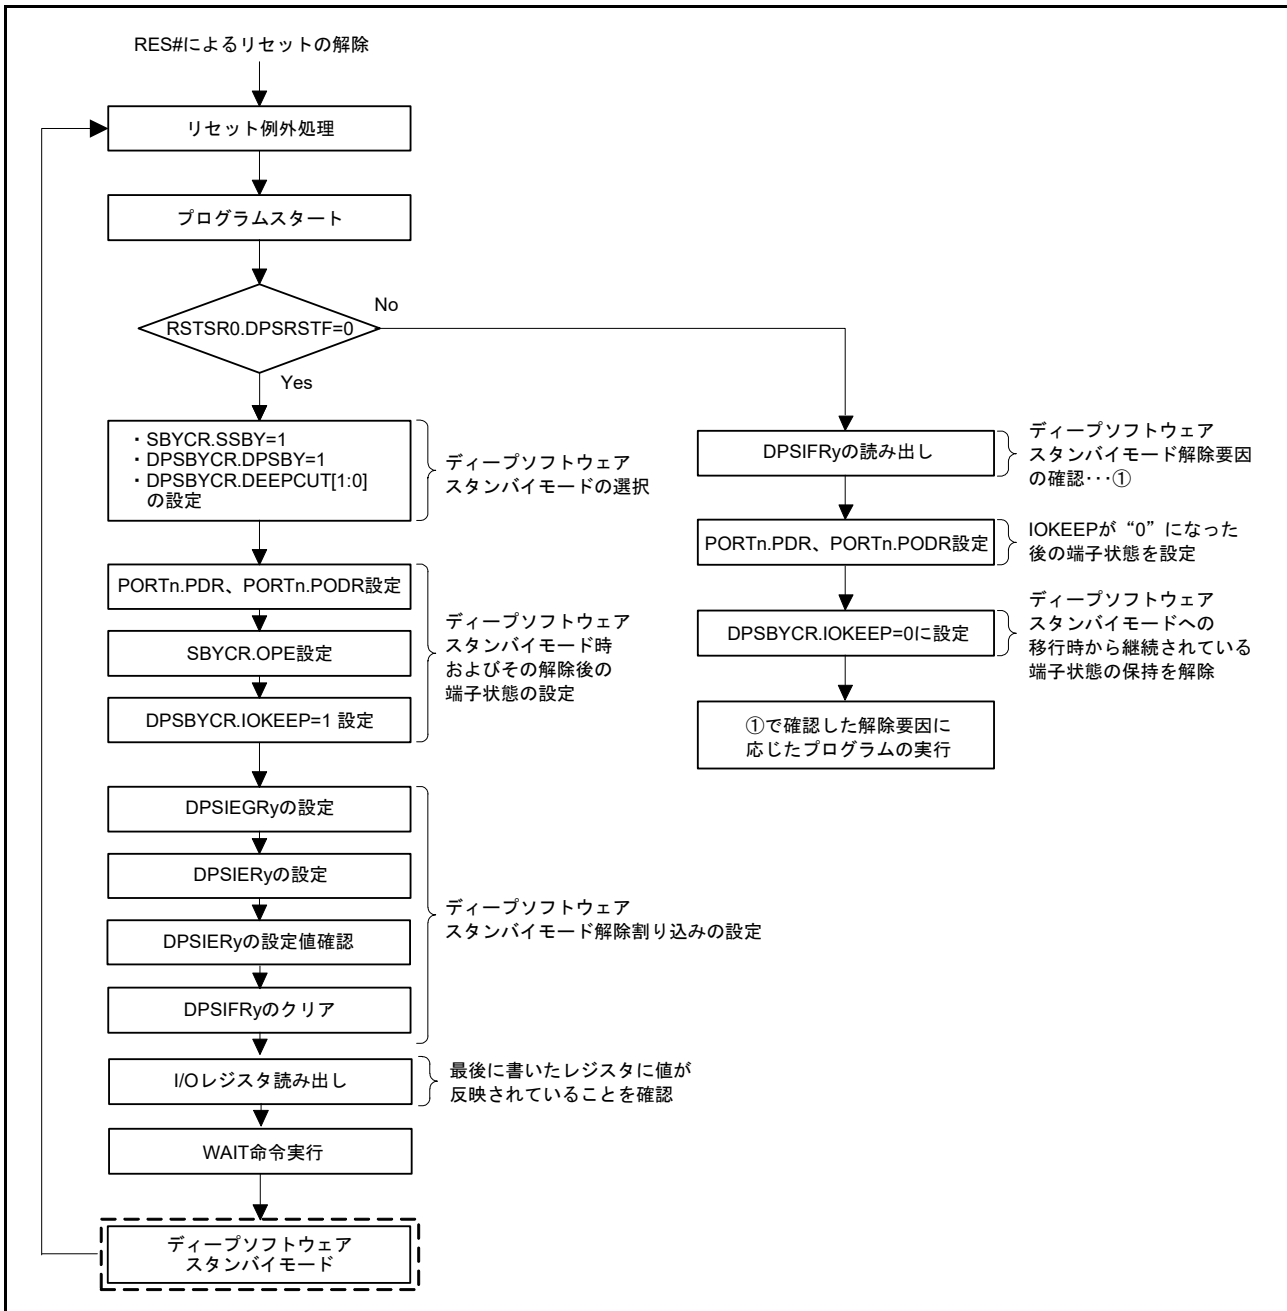 RES#によるリセットの解除
リセット例外処理
プログラムスタート
RSTSR0.DPSRSTF=0
No
Yes
・SBYCR.SSBY=1
・DPSBYCR.DPSBY=1
・DPSBYCR.DEEPCUT[1:0]
の設定
ディープソフトウェア
スタンバイモードの選択
PORTn.PDR、PORTn.PODR設定
SBYCR.OPE設定
DPSBYCR.IOKEEP=1 設定
ディープソフトウェア
スタンバイモード時
およびその解除後の
端子状態の設定
DPSIEGRyの設定
DPSIERyの設定
DPSIERyの設定値確認
DPSIFRyのクリア
ディープソフトウェア
スタンバイモード解除割り込みの設定
I/Oレジスタ読み出し
最後に書いたレジスタに値が
反映されていることを確認
WAIT命令実行
ディープソフトウェア
スタンバイモード
DPSIFRyの読み出し
ディープソフトウェア
スタンバイモード解除要因
の確認･･･①
PORTn.PDR、PORTn.PODR設定
IOKEEPが“0”になった
後の端子状態を設定
DPSBYCR.IOKEEP=0に設定
ディープソフトウェア
スタンバイモードへの
移行時から継続されている
端子状態の保持を解除
①で確認した解除要因に
応じたプログラムの実行